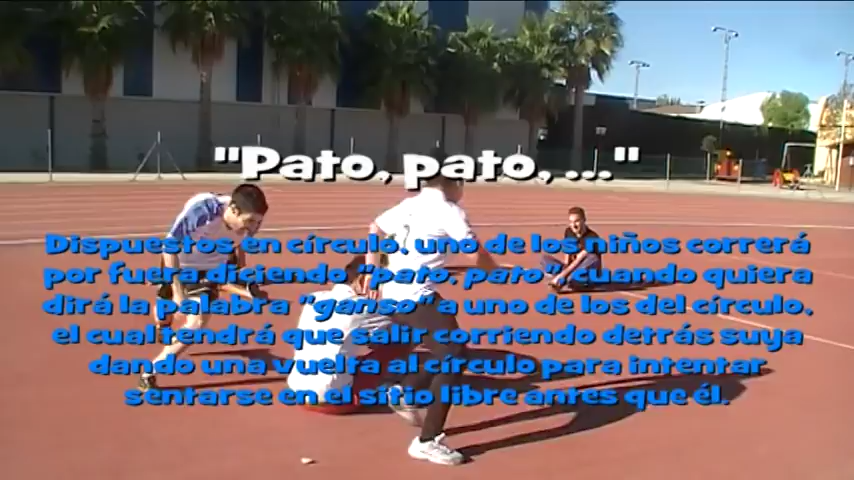 "Pato, pato, ..."
Dispuestos en círculo, uno de los niños correrá
por fuera diciendo "pato, pato" cuando quiera
dirá la palabra "ganso" a uno de los del círculo,
el cual tendrá que salir corriendo detrás suya
dando una vuelta al círculo para intentar
sentarse en el sitio libre antes que él.